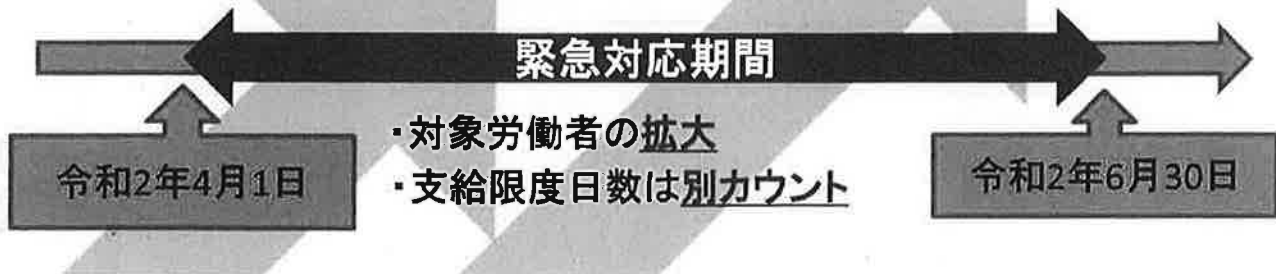 緊急対応期間
・対象労働者の拡大
・支給限度日数は別カウント
令和2年4月1日
令和2年6月30日